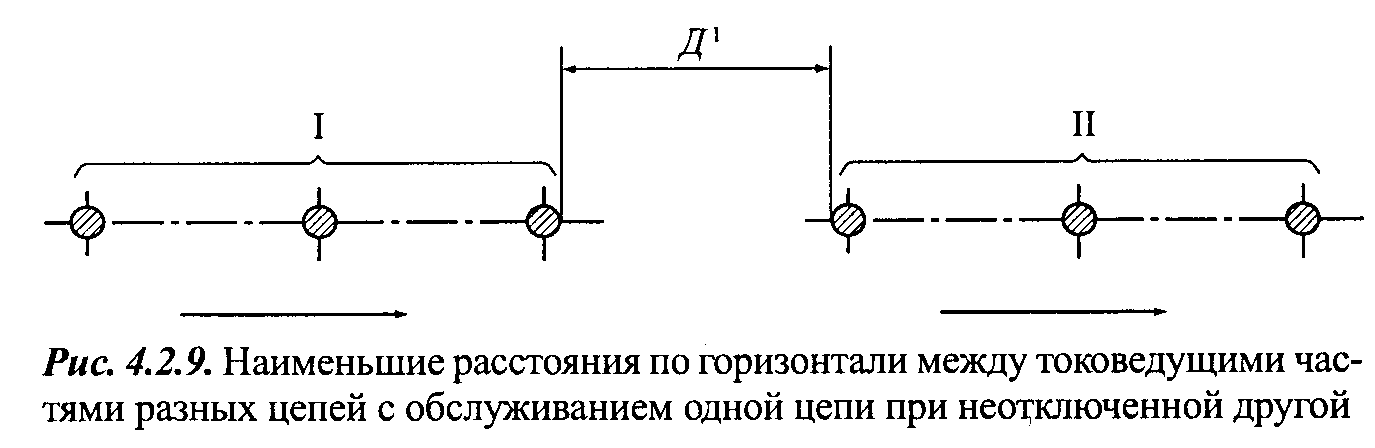 Д¹
I
II
Рис. 4.2.9. Наименьшие расстояния по горизонтали между токоведущими час-
тями разных цепей с обслуживанием одной цепи при неотключенной другой